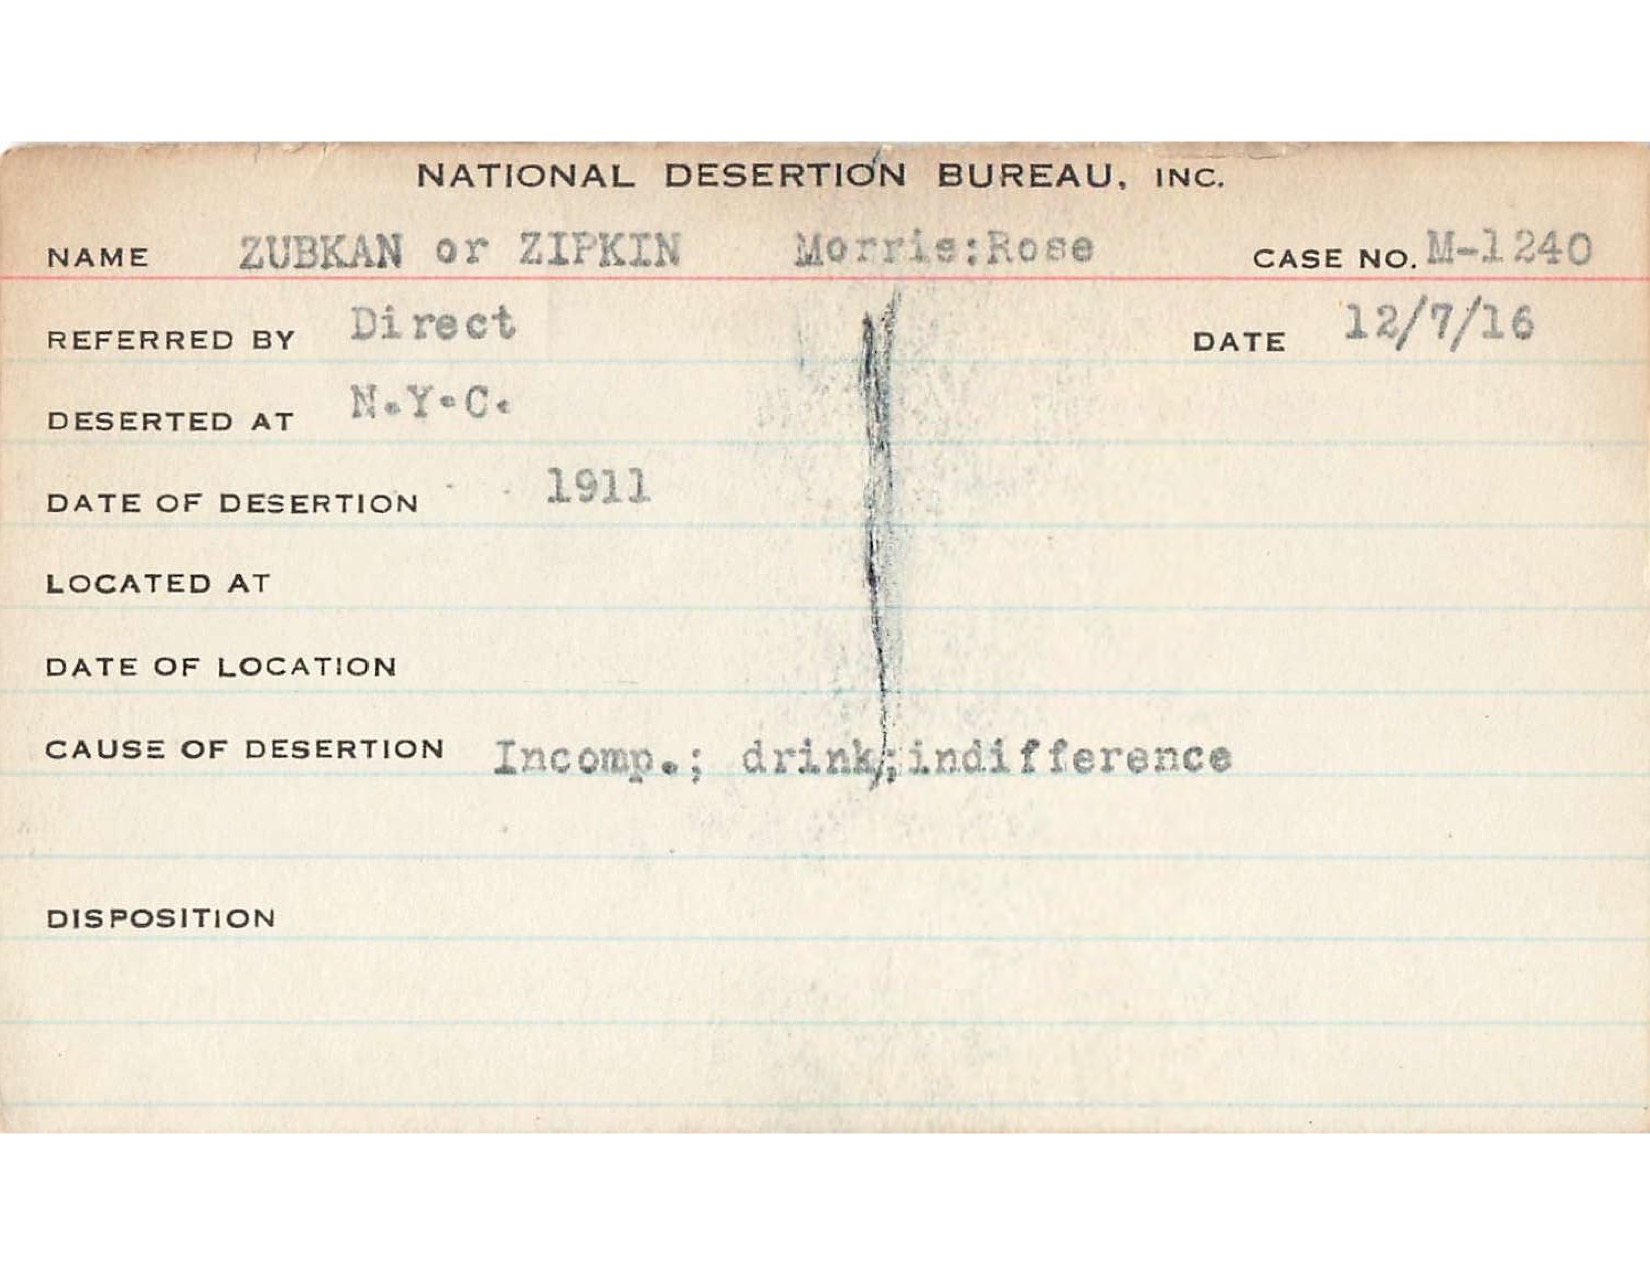 NATIONAL DESERTION BUREAU, INC.
NAME ZUBKAN or ZIPKIN Morris:Rose CASE NO. M-1240
REFERRED BY Direct DATE 12/7/16
DESERTED AT N.Y.C.
DATE OF DESERTION 1911
LOCATED AT
DATE OF LOCATION
CAUSE OF DESERTION Incomp.; drink;indifference
DISPOSITION